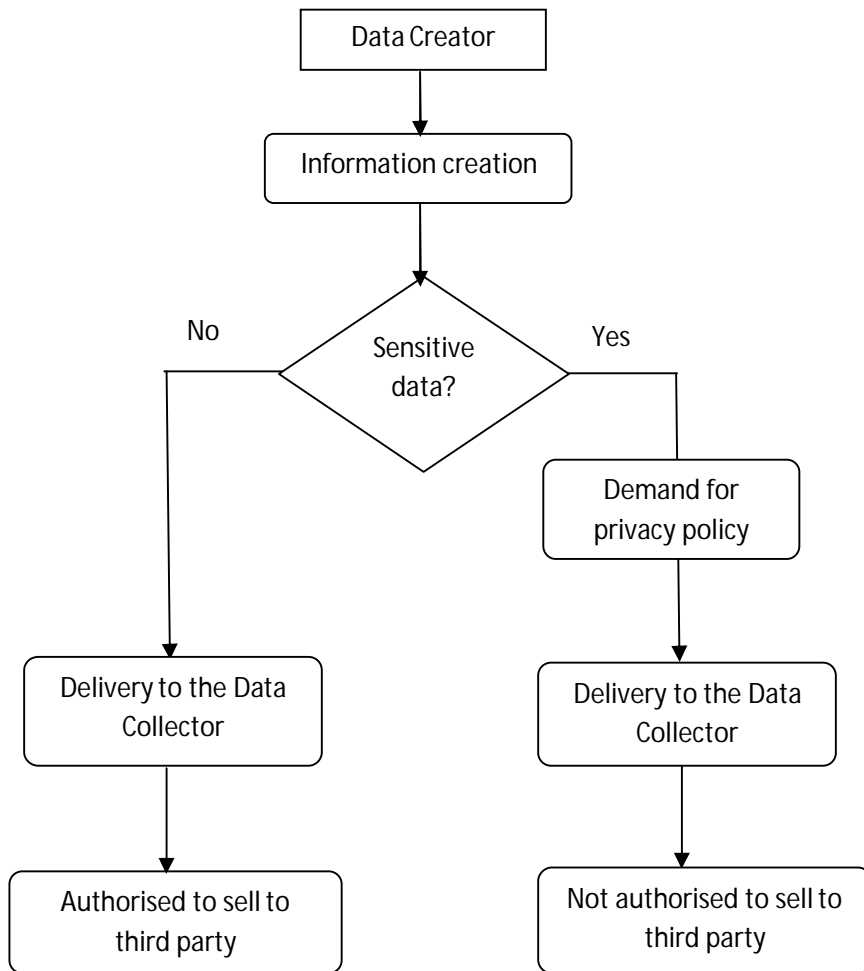 Data Creator
Information creation
No
Yes
Sensitive
data?
Demand for
privacy policy
Delivery to the Data
Collector
Delivery to the Data
Collector
Authorised to sell to
third party
Not authorised to sell to
third party